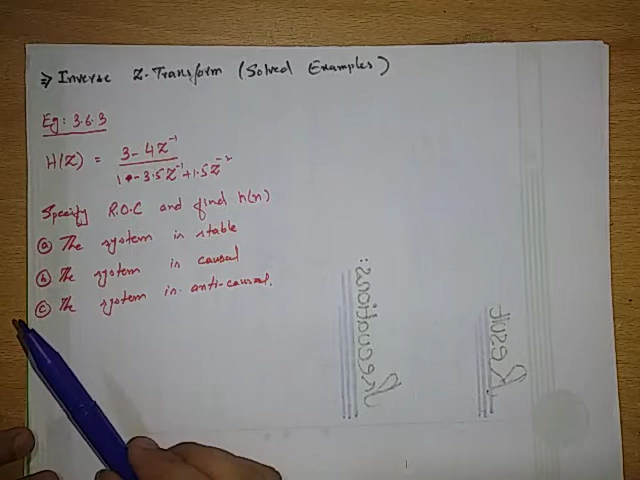 ⇒ Inverse Z-Transform (Solved Examples)
Eg: 3.6.3
H(Z) = 3 - 4Z⁻¹ / 1 - 3.5Z⁻¹ + 1.5Z⁻²
Specify R.O.C and find h(n)
ⓐ The system is stable
ⓑ The system is causal
ⓒ The system is anti-causal.
Precautions:
Result